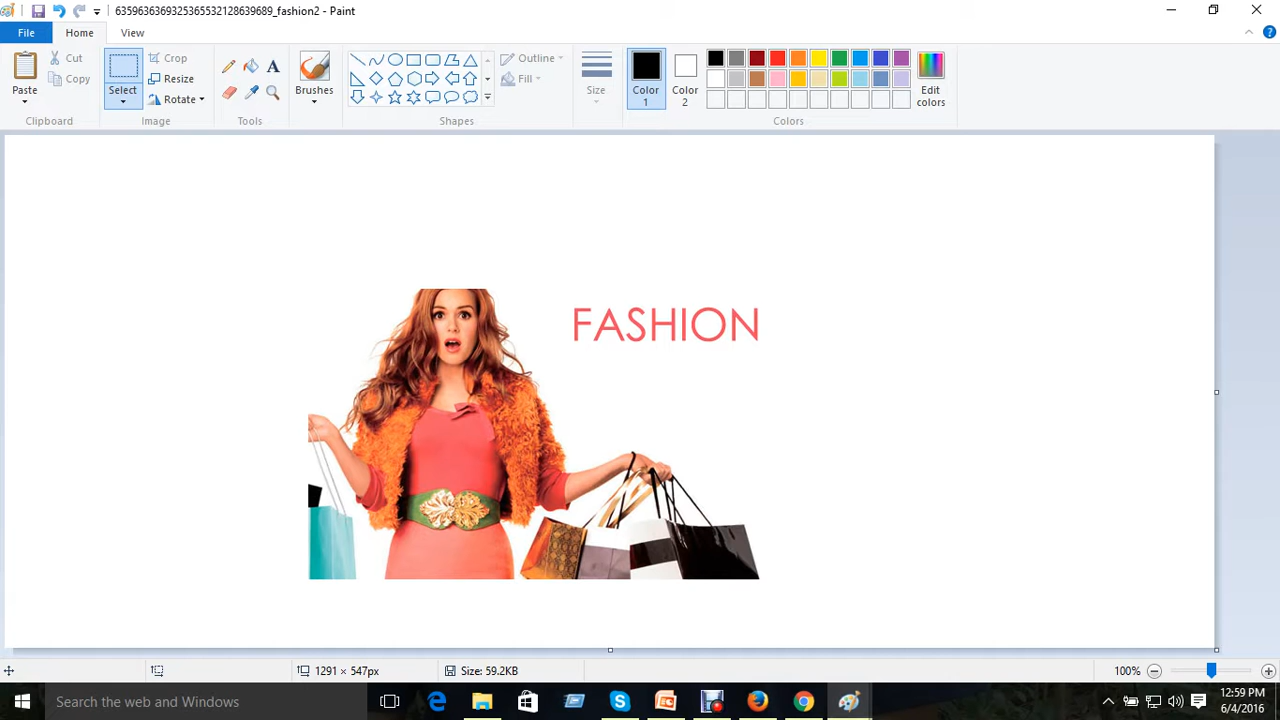 635963636932536553212863​9689_fashion2 - Paint
File
Home
View
Paste
Cut
Copy
Clipboard
Select
Crop
Resize
Rotate
Image
A
Tools
Brushes
Outline
Fill
Shapes
Size
Color
1
Color
2
Edit
colors
Colors
FASHION
1291 × 547px
Size: 59.2KB
100%
Search the web and Windows
12:59 PM
6/4/2016